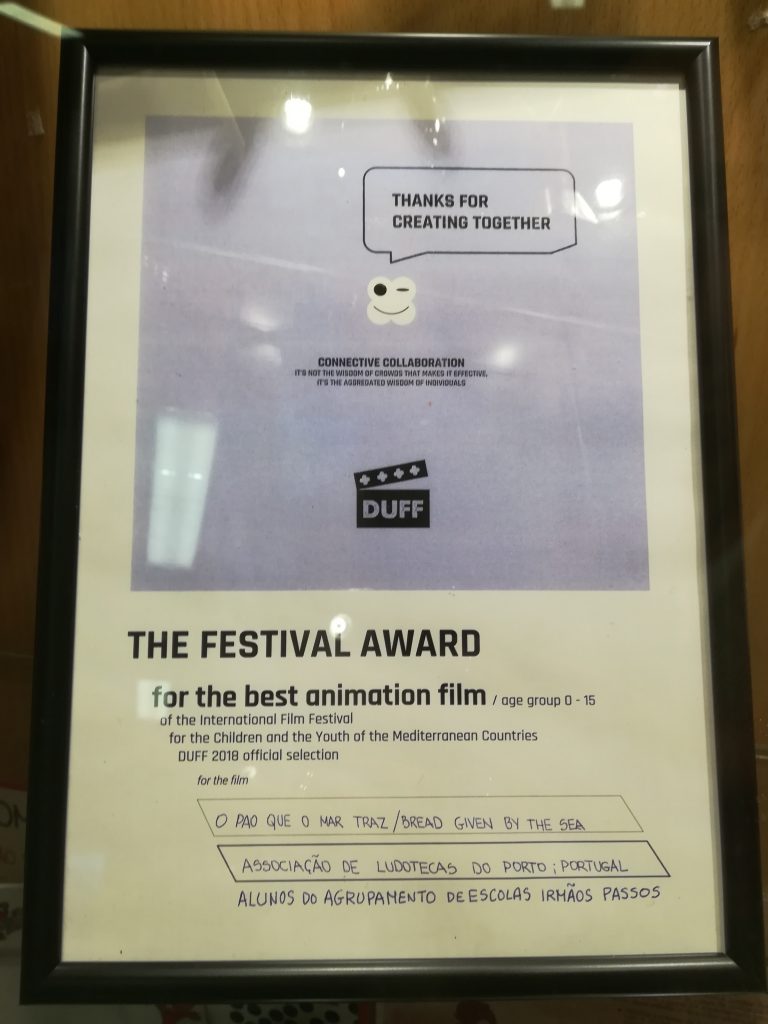 THANKS FOR
CREATING TOGETHER
CONNECTIVE COLLABORATION
IT'S NOT THE WISDOM OF CROWDS THAT MAKES IT EFFECTIVE,
IT'S THE AGGREGATED WISDOM OF INDIVIDUALS
DUFF
THE FESTIVAL AWARD
for the best animation film / age group 0 - 15
of the International Film Festival
for the Children and the Youth of the Mediterranean Countries
DUFF 2018 official selection
for the film
O PAO QUE O MAR TRAZ / BREAD GIVEN BY THE SEA
ASSOCIAÇÃO DE LUDOTECAS DO PORTO ; PORTUGAL
ALUNOS DO AGRUPAMENTO DE ESCOLAS IRMÃOS PASSOS